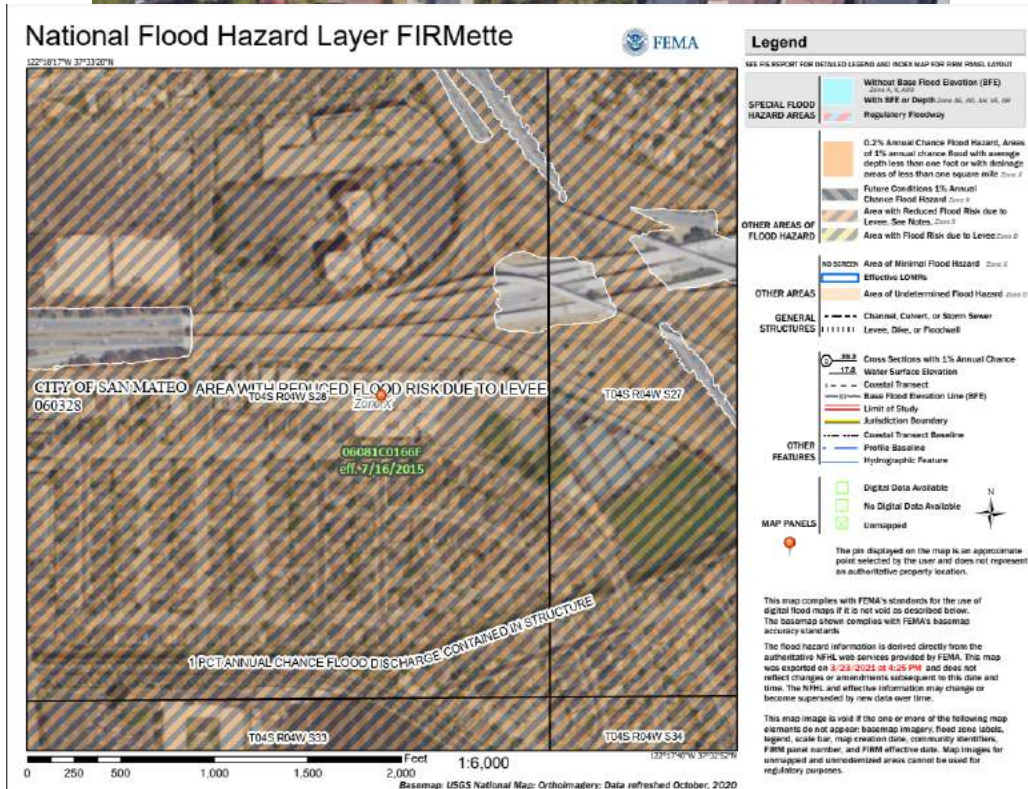 National Flood Hazard Layer FIRMette
FEMA
122°18'17"W 37°33'20"N
CITY OF SAN MATEO
060328
AREA WITH REDUCED FLOOD RISK DUE TO LEVEE
T04S R04W S28
Zone X
T04S R04W S27
06081C0166F
eff. 7/16/2015
1 PCT ANNUAL CHANCE FLOOD DISCHARGE CONTAINED IN STRUCTURE
T04S R04W S33
T04S R04W S34
122°17'40"W 37°32'52"N
Feet
1:6,000
0 250 500 1,000 1,500 2,000
Basemap: USGS National Map: Orthoimagery: Data refreshed October, 2020
Legend
SEE FIS REPORT FOR DETAILED LEGEND AND INDEX MAP FOR FIRM PANEL LAYOUT
SPECIAL FLOOD
HAZARD AREAS
Without Base Flood Elevation (BFE)
Zone A, V, A99
With BFE or Depth Zone AE, AO, AH, VE, AR
Regulatory Floodway
OTHER AREAS OF
FLOOD HAZARD
0.2% Annual Chance Flood Hazard, Areas
of 1% annual chance flood with average
depth less than one foot or with drainage
areas of less than one square mile Zone X
Future Conditions 1% Annual
Chance Flood Hazard Zone X
Area with Reduced Flood Risk due to
Levee. See Notes. Zone X
Area with Flood Risk due to Levee Zone D
OTHER AREAS
NO SCREEN Area of Minimal Flood Hazard Zone X
Effective LOMRs
Area of Undetermined Flood Hazard Zone D
GENERAL
STRUCTURES
Channel, Culvert, or Storm Sewer
Levee, Dike, or Floodwall
OTHER
FEATURES
20.2 Cross Sections with 1% Annual Chance
17.5 Water Surface Elevation
Coastal Transect
Base Flood Elevation Line (BFE)
Limit of Study
Jurisdiction Boundary
Coastal Transect Baseline
Profile Baseline
Hydrographic Feature
MAP PANELS
Digital Data Available
No Digital Data Available
Unmapped
N
The pin displayed on the map is an approximate
point selected by the user and does not represent
an authoritative property location.
This map complies with FEMA's standards for the use of
digital flood maps if it is not void as described below.
The basemap shown complies with FEMA's basemap
accuracy standards
The flood hazard information is derived directly from the
authoritative NFHL web services provided by FEMA. This map
was exported on 3/23/2021 at 4:26 PM and does not
reflect changes or amendments subsequent to this date and
time. The NFHL and effective information may change or
become superseded by new data over time.
This map image is void if the one or more of the following map
elements do not appear: basemap imagery, flood zone labels,
legend, scale bar, map creation date, community identifiers,
FIRM panel number, and FIRM effective date. Map images for
unmapped and unmodernized areas cannot be used for
regulatory purposes.